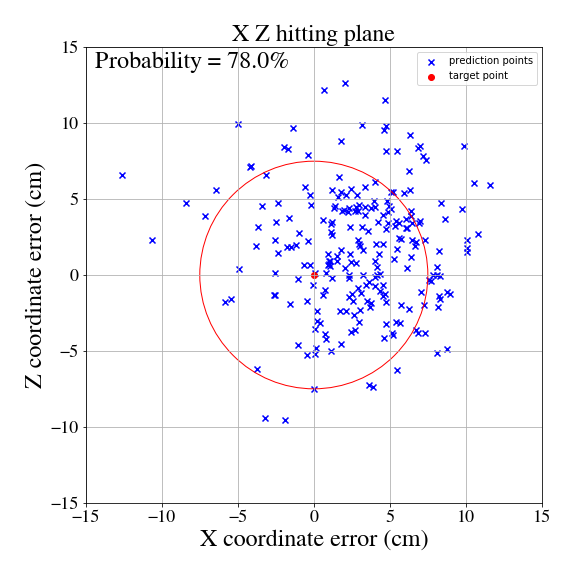 X Z hitting plane
Probability = 78.0%
prediction points
target point
15
10
5
0
−5
−10
−15
Z coordinate error (cm)
−15 −10 −5 0 5 10 15
X coordinate error (cm)